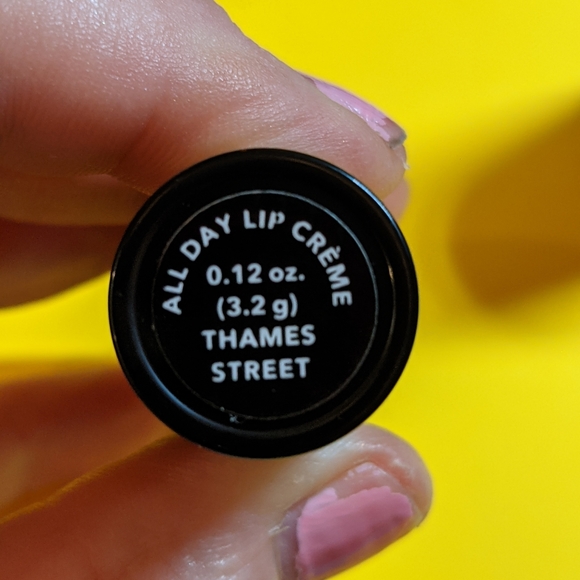 ALL DAY LIP CRÈME
0.12 oz.
(3.2 g)
THAMES
STREET